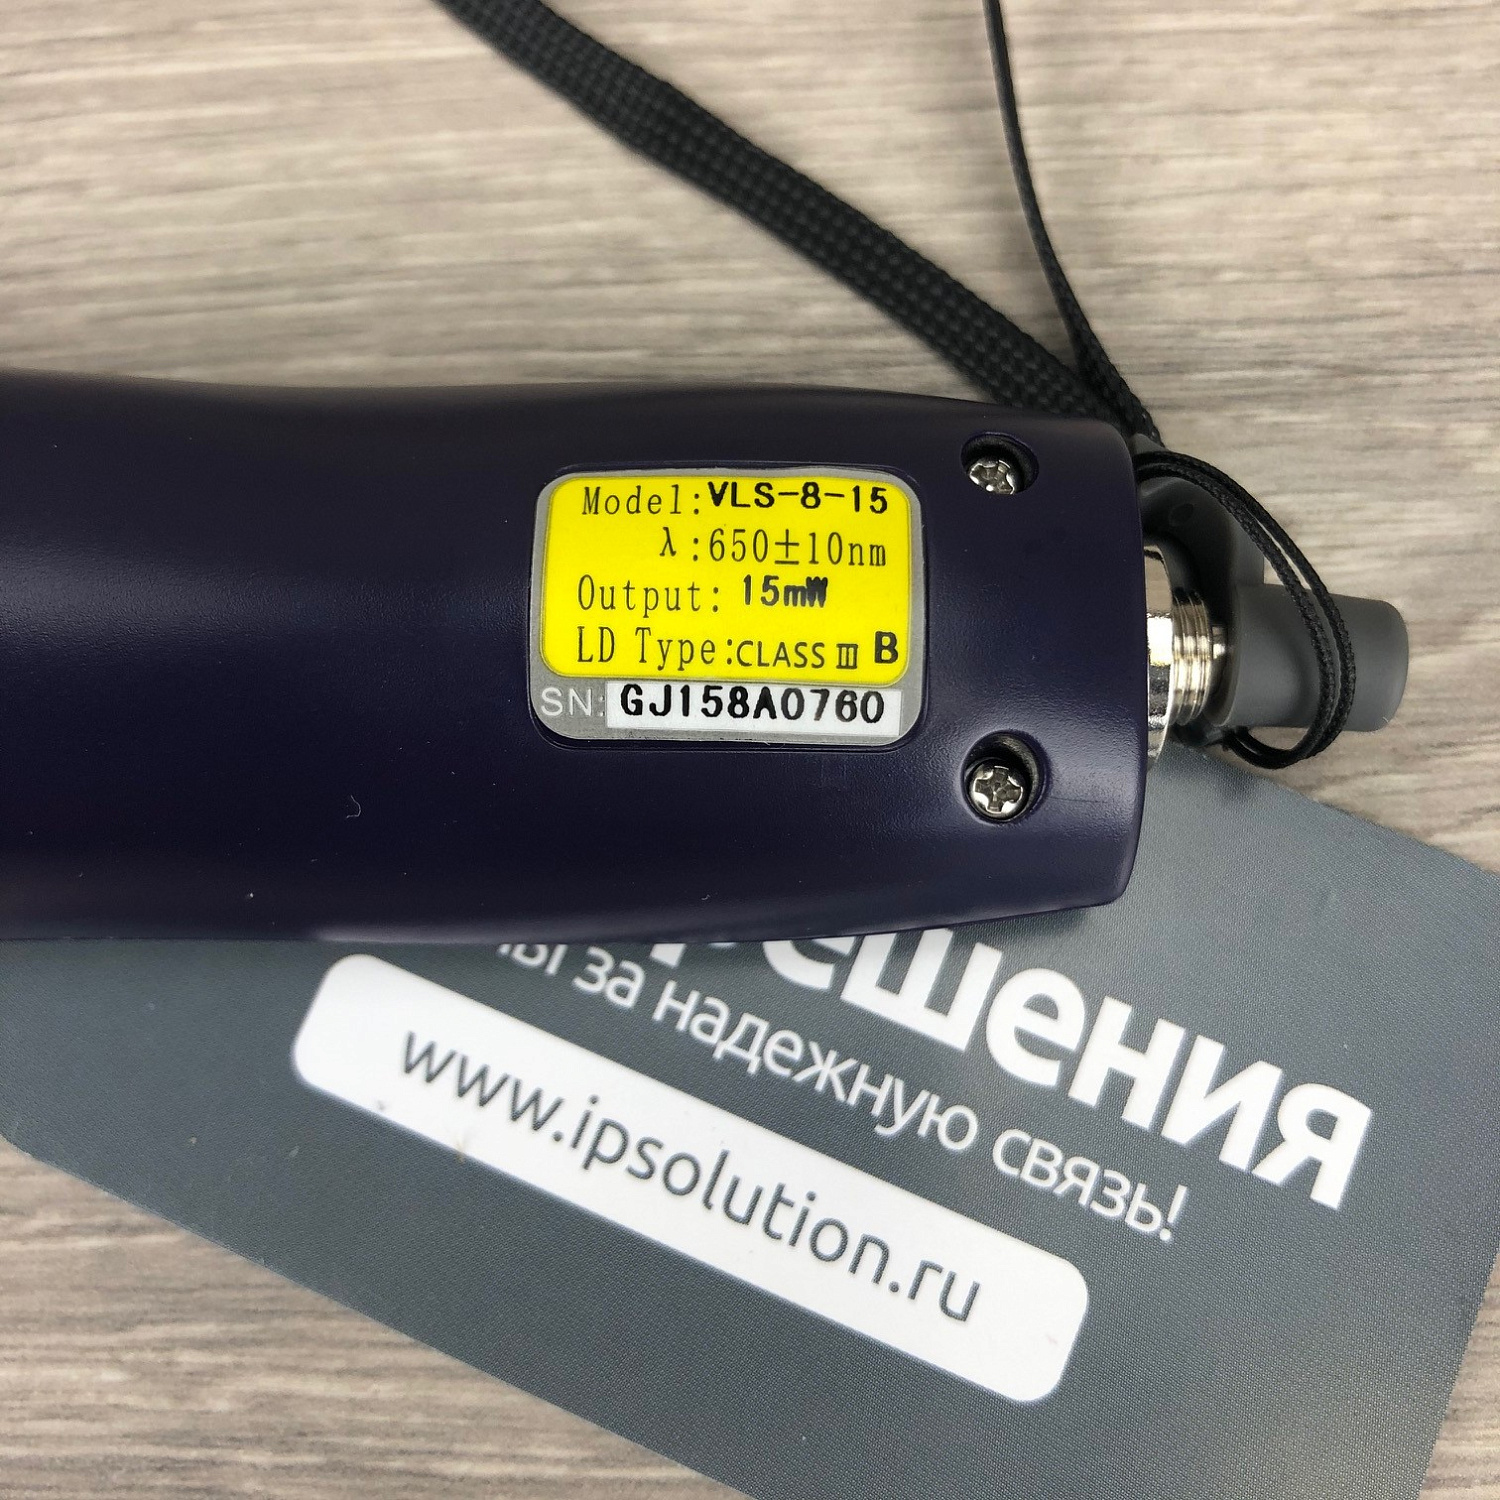 Model: VLS-8-15
λ: 650±10nm
Output: 15mW
LD Type: CLASS III B
SN: GJ158A0760
за надежную связь!
www.ipsolution.ru